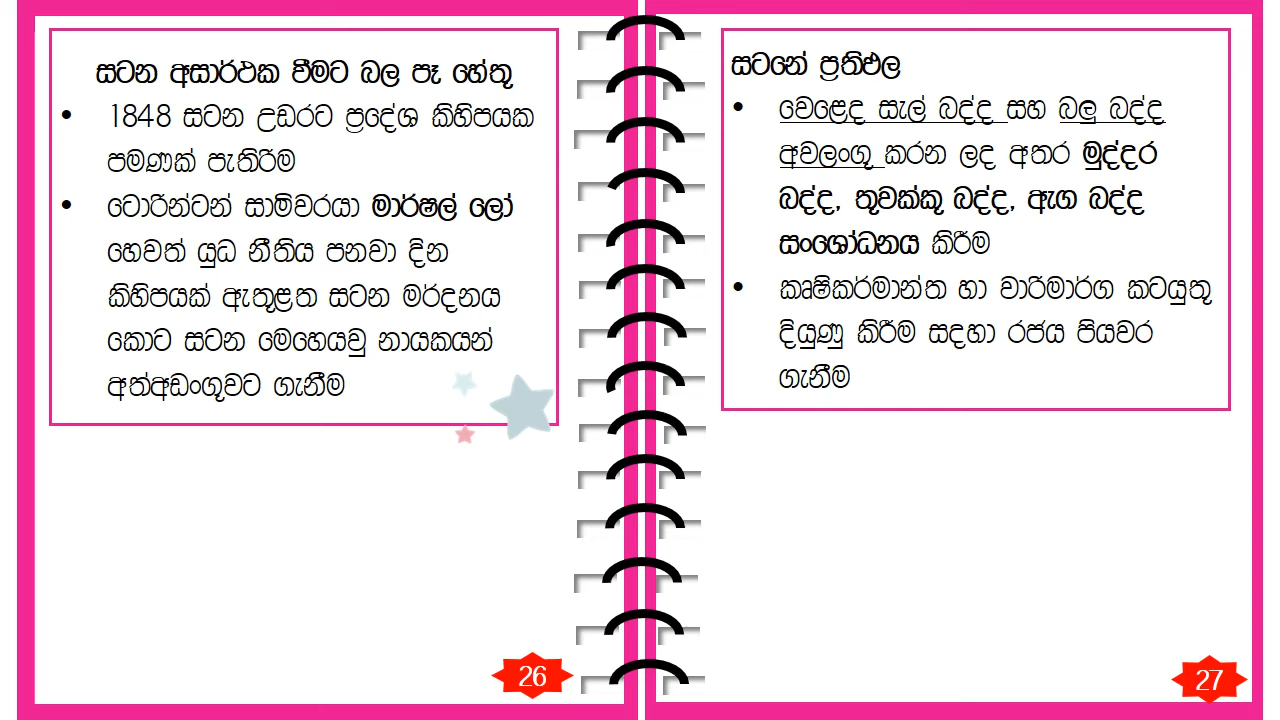 සටන අසාර්ථක වීමට බල පෑ හේතු
• 1848 සටන උඩරට ප්‍රදේශ කිහිපයක
පමණක් පැතිරීම
• ටොරින්ටන් සාමිවරයා මාර්ෂල් ලෝ
හෙවත් යුධ නීතිය පනවා දින
කිහිපයක් ඇතුළත සටන මර්දනය
කොට සටන මෙහෙයවු නායකයන්
අත්අඩංගුවට ගැනීම
26
සටනේ ප්‍රතිඵල
• වෙළෙද සැල් බද්ද සහ බලු බද්ද
අවලංගු කරන ලද අතර මුද්දර
බද්ද, තුවක්කු බද්ද, ඇග බද්ද
සංශෝධනය කිරීම
• කෘෂිකර්මාන්ත හා වාරිමාර්ග කටයුතු
දියුණු කිරීම සදහා රජය පියවර
ගැනීම
27